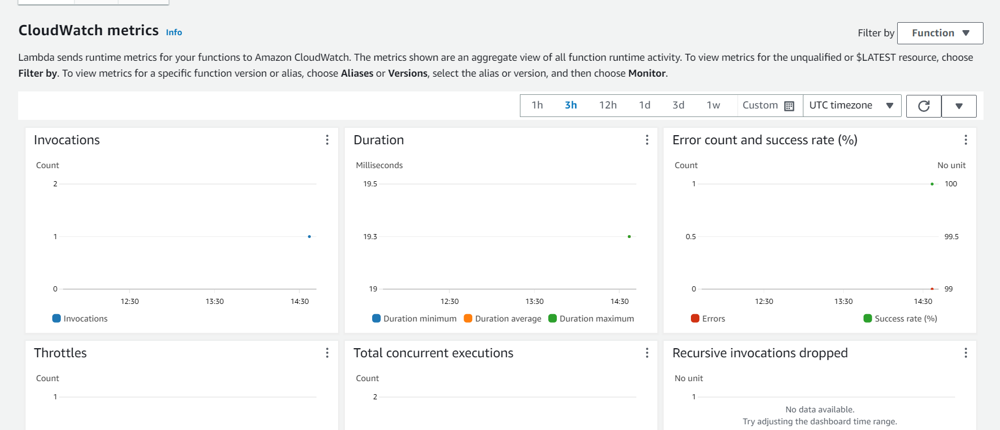 CloudWatch metrics Info
Filter by Function
Lambda sends runtime metrics for your functions to Amazon CloudWatch. The metrics shown are an aggregate view of all function runtime activity. To view metrics for the unqualified or $LATEST resource, choose
Filter by. To view metrics for a specific function version or alias, choose Aliases or Versions, select the alias or version, and then choose Monitor.
1h 3h 12h 1d 3d 1w Custom UTC timezone
Invocations
Count
2
1
0
12:30 13:30 14:30
Invocations
Duration
Milliseconds
19.5
19.3
19
12:30 13:30 14:30
Duration minimum Duration average Duration maximum
Error count and success rate (%)
Count No unit
1 100
0.5 99.5
0 99
12:30 13:30 14:30
Errors Success rate (%)
Throttles
Count
1
Total concurrent executions
Count
2
Recursive invocations dropped
No unit
1
No data available.
Try adjusting the dashboard time range.